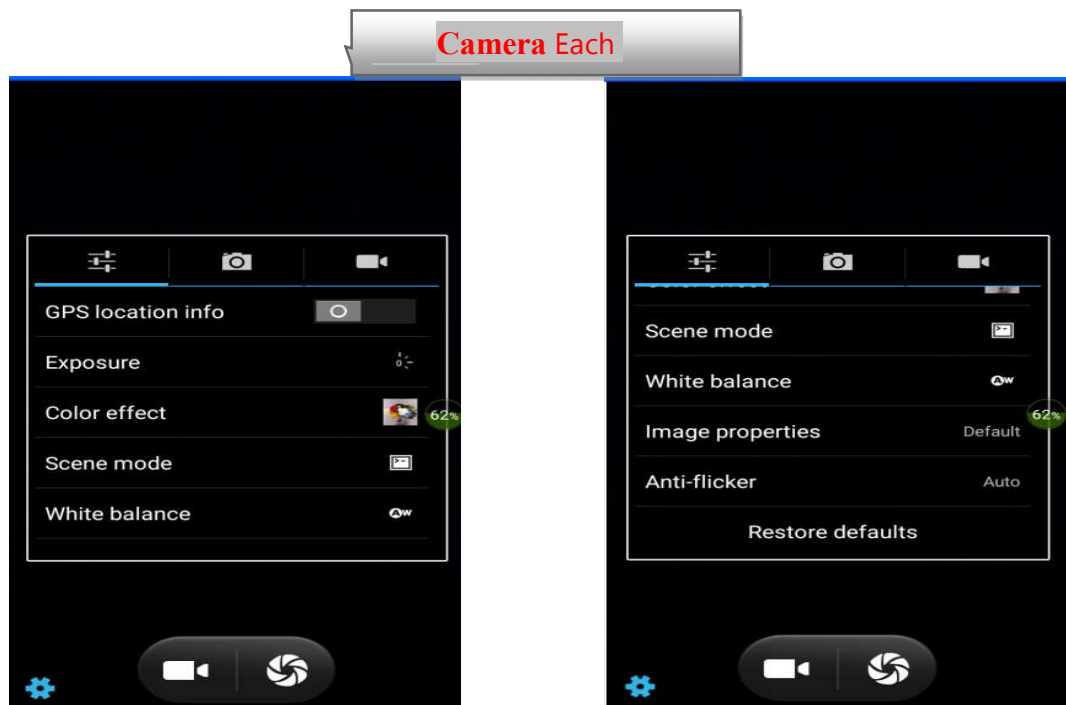 Camera Each
GPS location info
Exposure
Color effect
62%
Scene mode
White balance
Scene mode
White balance
62%
Image properties Default
Anti-flicker Auto
Restore defaults